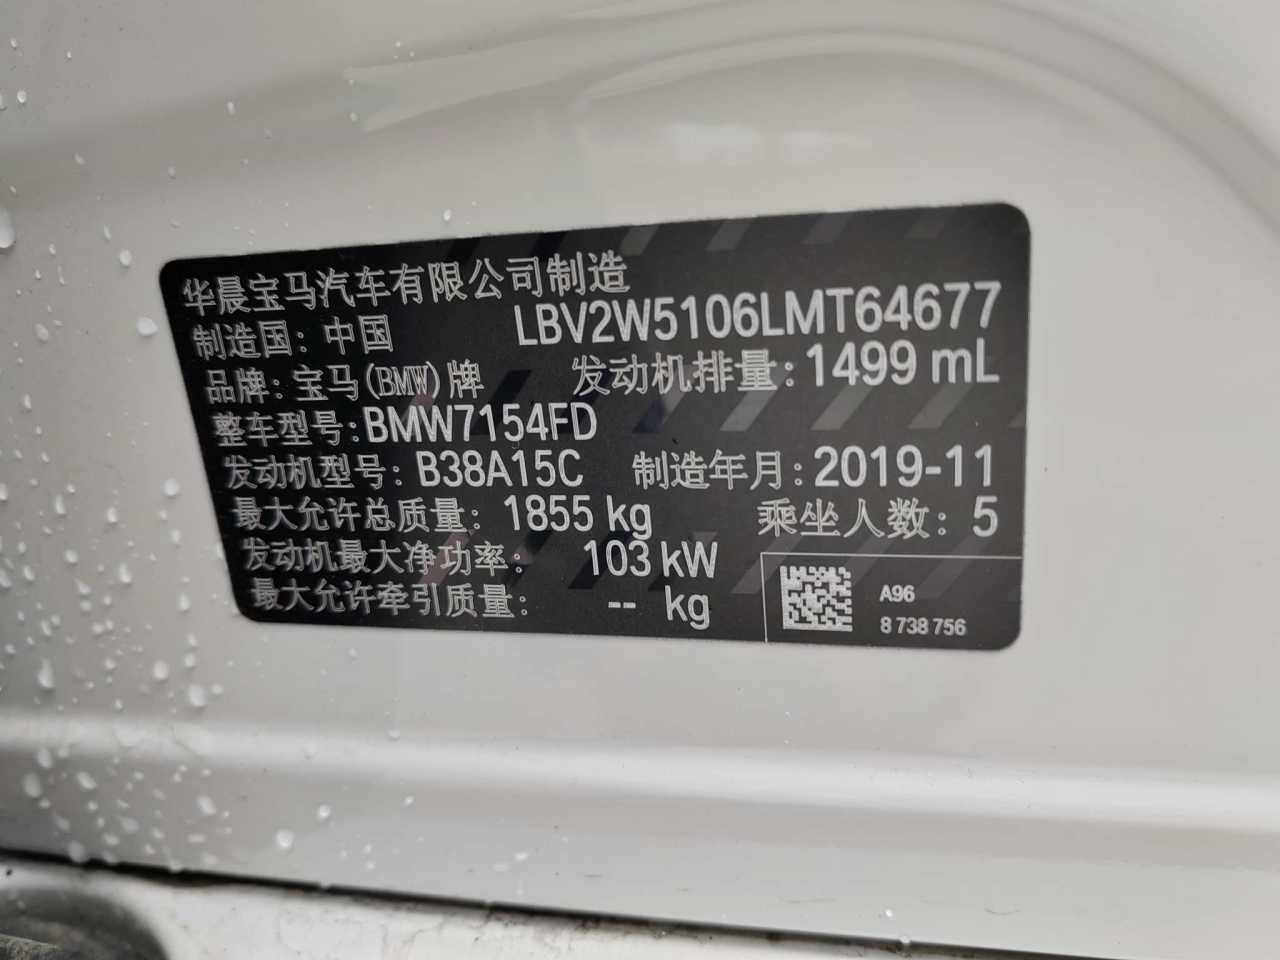 华晨宝马汽车有限公司制造
制造国：中国 LBV2W5106LMT64677
品牌：宝马(BMW)牌 发动机排量：1499 mL
整车型号:BMW7154FD
发动机型号：B38A15C 制造年月：2019-11
最大允许总质量：1855 kg 乘坐人数：5
发动机最大净功率： 103 kW
最大允许牵引质量： -- kg
A96
8 738 756